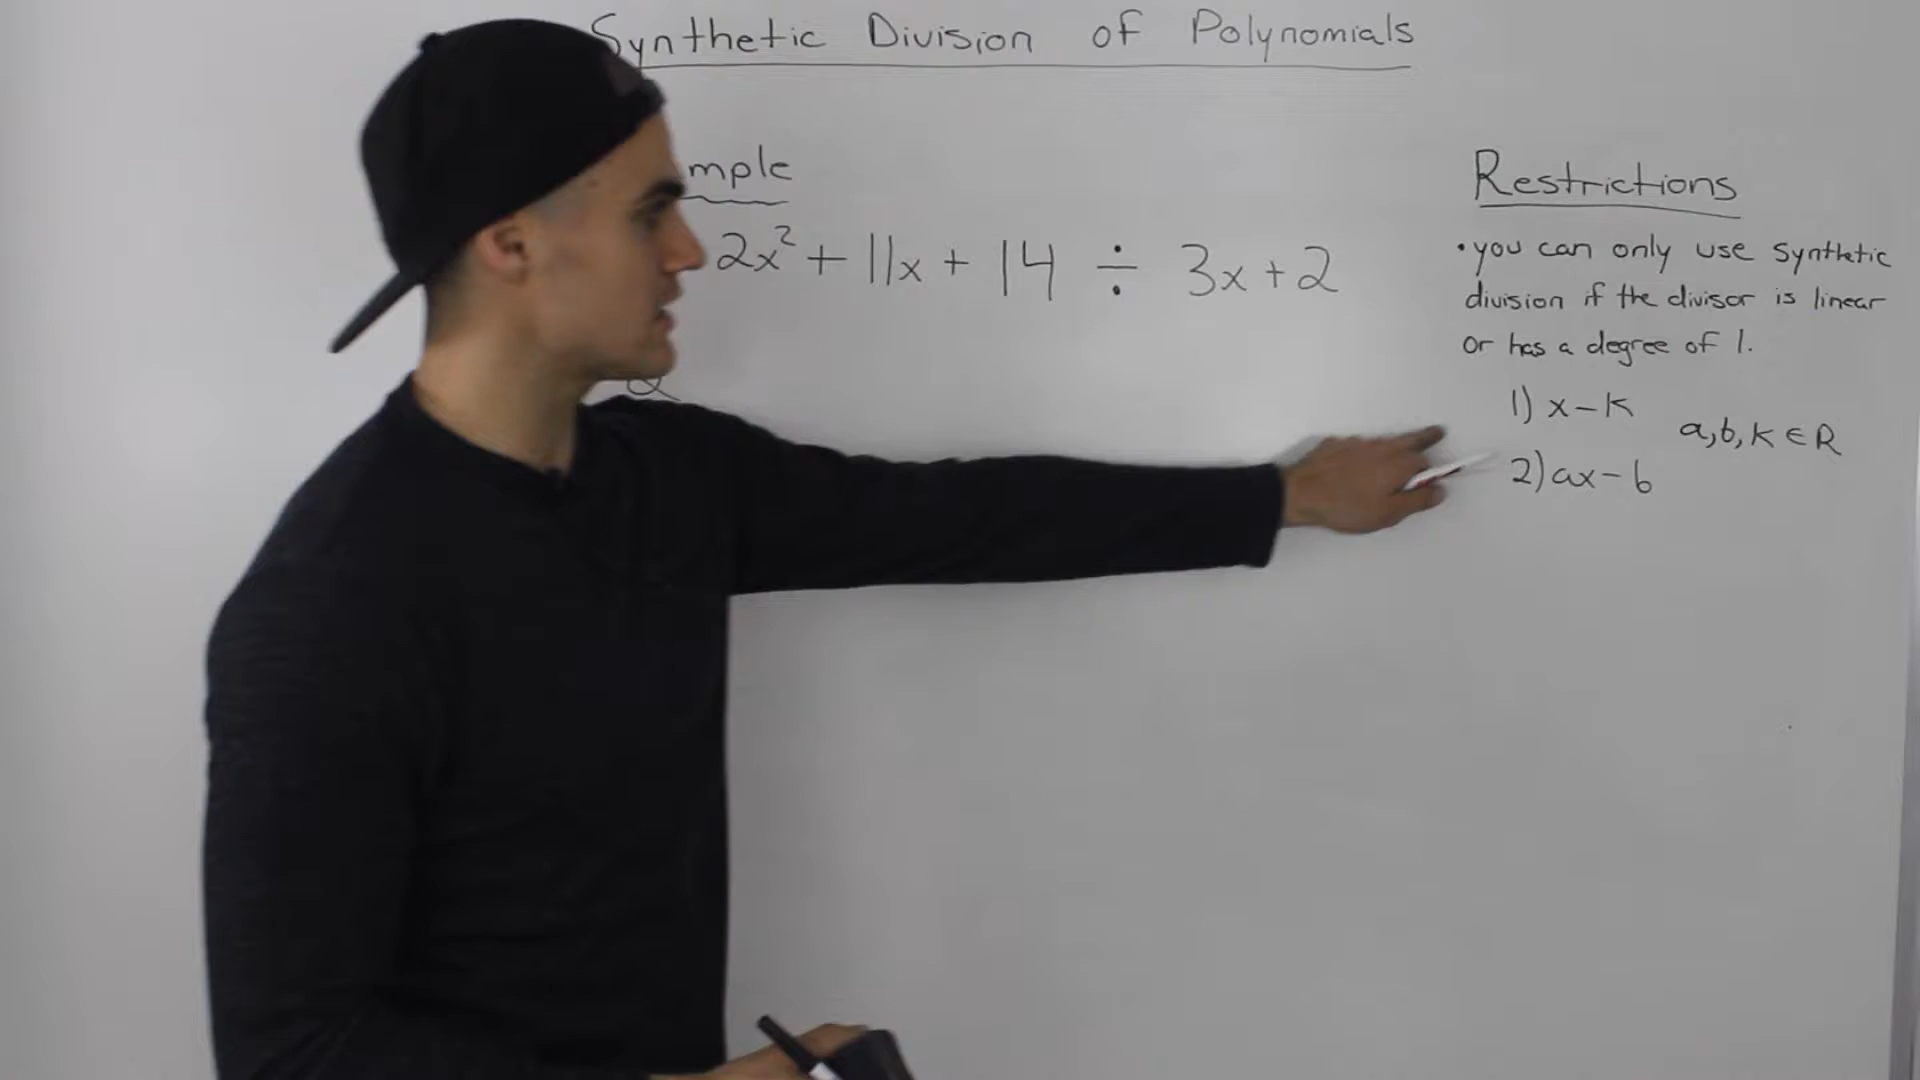 Synthetic Division of Polynomials
mple
2x² + 11x + 14 ÷ 3x + 2
Restrictions
• you can only use synthetic
division if the divisor is linear
or has a degree of 1.
1) x - k
a, b, k ∈ R
2) ax - b